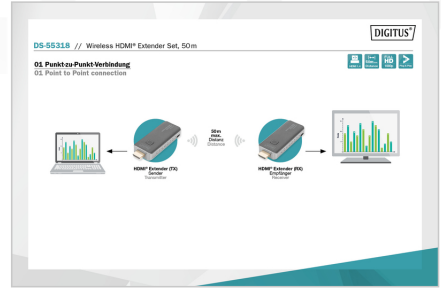 DIGITUS®
DS-55318 // Wireless HDMI® Extender Set, 50m
01 Punkt-zu-Punkt-Verbindung
01 Point to Point connection
HD
50m
max.
Distanz
Distance
HDMI® Extender (TX)
Sender
Transmitter
HDMI® Extender (RX)
Empfänger
Receiver